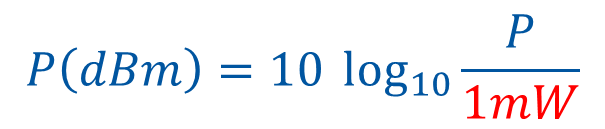 P(dBm) = 10 log₁₀ P/1mW